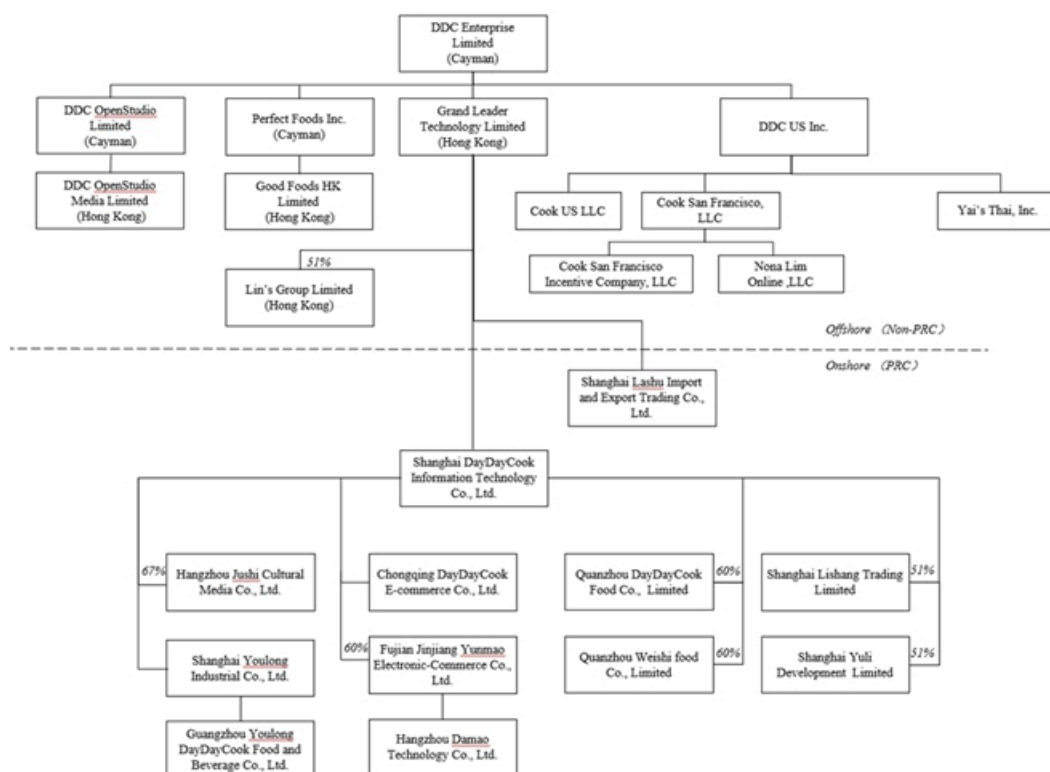 DDC Enterprise
Limited
(Cayman)
DDC OpenStudio
Limited
(Cayman)
Perfect Foods Inc.
(Cayman)
Grand Leader
Technology Limited
(Hong Kong)
DDC US Inc.
DDC OpenStudio
Media Limited
(Hong Kong)
Good Foods HK
Limited
(Hong Kong)
Cook US LLC
Cook San Francisco,
LLC
Yai's Thai, Inc.
51%
Lin's Group Limited
(Hong Kong)
Cook San Francisco
Incentive Company, LLC
Nona Lim
Online ,LLC
Offshore (Non-PRC)
Onshore (PRC)
Shanghai Lashu Import
and Export Trading Co.,
Ltd.
Shanghai DayDayCook
Information Technology
Co., Ltd.
67%
Hangzhou Jushi Cultural
Media Co., Ltd.
Chongqing DayDayCook
E-commerce Co., Ltd.
Quanzhou DayDayCook
Food Co., Limited
60%
Shanghai Lishang Trading
Limited
51%
Shanghai Youlong
Industrial Co., Ltd.
60%
Fujian Jinjiang Yunmao
Electronic-Commerce Co.,
Ltd.
Quanzhou Weishi food
Co., Limited
60%
Shanghai Yuli
Development Limited
51%
Guangzhou Youlong
DayDayCook Food and
Beverage Co., Ltd.
Hangzhou Damao
Technology Co., Ltd.